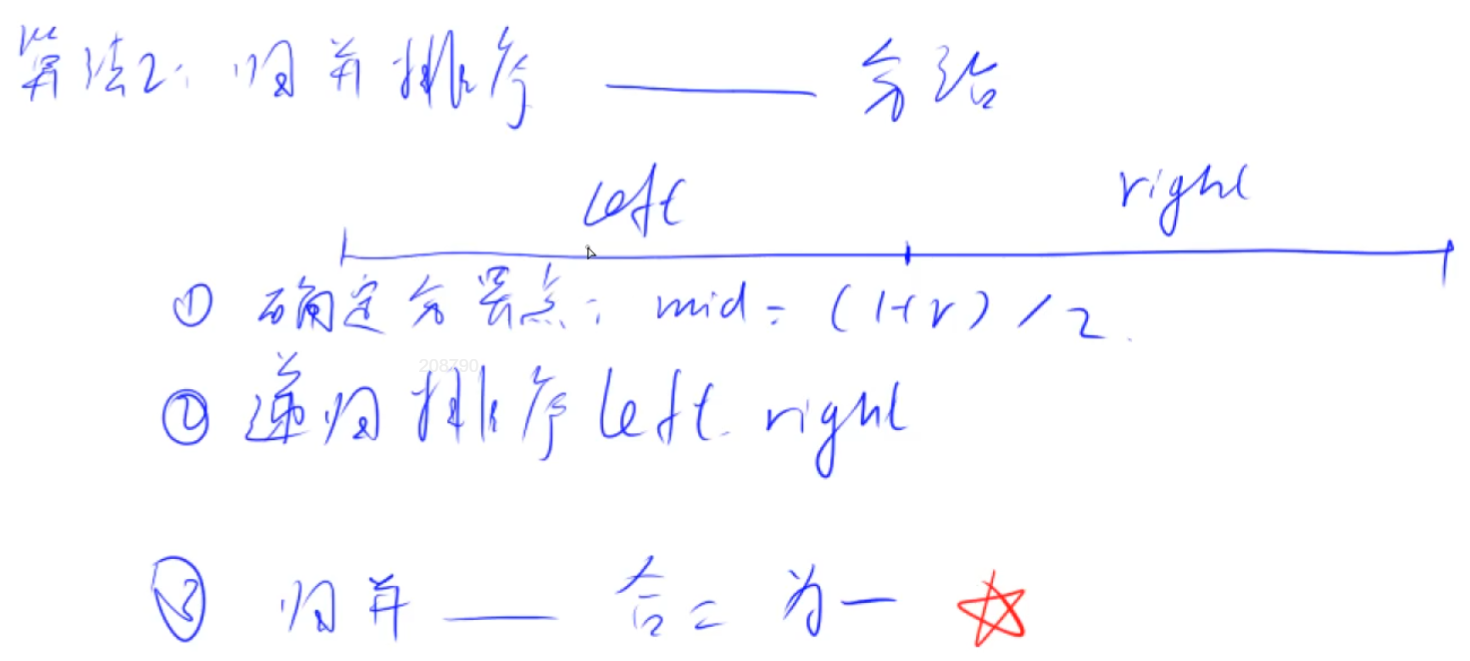 算法2: 归并排序 —— 分治
left right
① 确定分界点: mid = (l+r)/2.
208790
② 递归排序 left. right
③ 归并 —— 合二为一